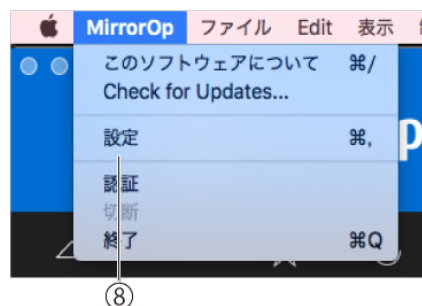 MirrorOp ファイル Edit 表示
このソフトウェアについて ⌘/
Check for Updates...
設定 ⌘,
認証
切断
終了 ⌘Q
⑧